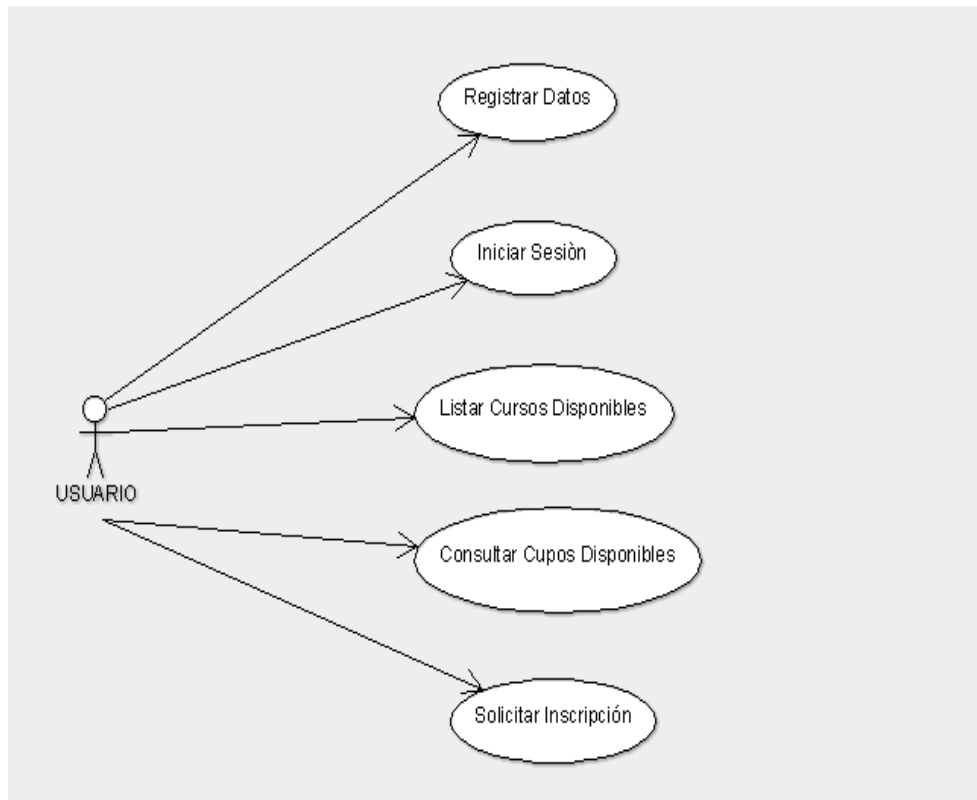 Registrar Datos
Iniciar Sesiòn
Listar Cursos Disponibles
USUARIO
Consultar Cupos Disponibles
Solicitar Inscripción